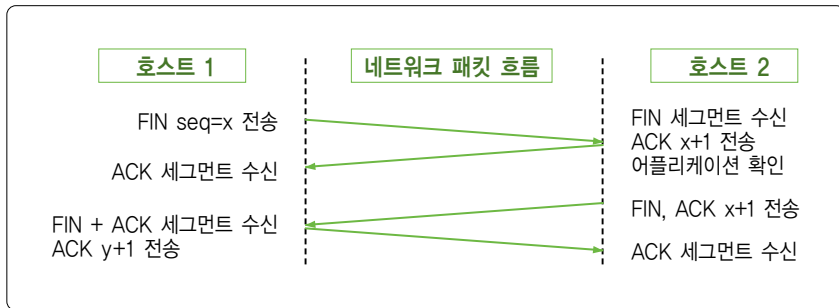 호스트 1
네트워크 패킷 흐름
호스트 2
FIN seq=x 전송
FIN 세그먼트 수신
ACK x+1 전송
어플리케이션 확인
ACK 세그먼트 수신
FIN, ACK x+1 전송
FIN + ACK 세그먼트 수신
ACK y+1 전송
ACK 세그먼트 수신